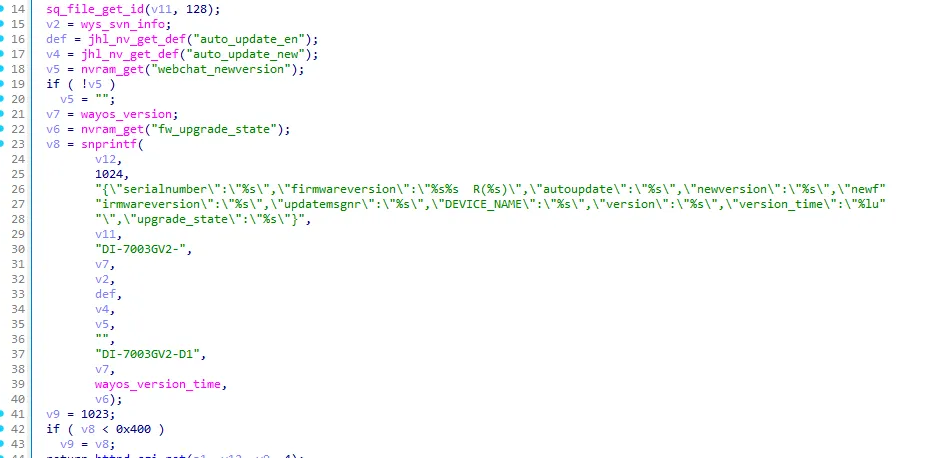 14 sq_file_get_id(v11, 128);
15 v2 = wys_svn_info;
16 def = jhl_nv_get_def("auto_update_en");
17 v4 = jhl_nv_get_def("auto_update_new");
18 v5 = nvram_get("webchat_newversion");
19 if ( !v5 )
20 v5 = "";
21 v7 = wayos_version;
22 v6 = nvram_get("fw_upgrade_state");
23 v8 = snprintf(
24 v12,
25 1024,
26 "{\"serialnumber\":\"%s\",\"firmwareversion\":\"%s%s  R(%s)\",\"autoupdate\":\"%s\",\"newversion\":\"%s\",\"newf"
27 "irmwareversion\":\"%s\",\"updatemsgnr\":\"%s\",\"DEVICE_NAME\":\"%s\",\"version\":\"%s\",\"version_time\":\"%lu"
28 "\",\"upgrade_state\":\"%s\"}",
29 v11,
30 "DI-7003GV2-",
31 v7,
32 v2,
33 def,
34 v4,
35 v5,
36 "",
37 "DI-7003GV2-D1",
38 v7,
39 wayos_version_time,
40 v6);
41 v9 = 1023;
42 if ( v8 < 0x400 )
43 v9 = v8;